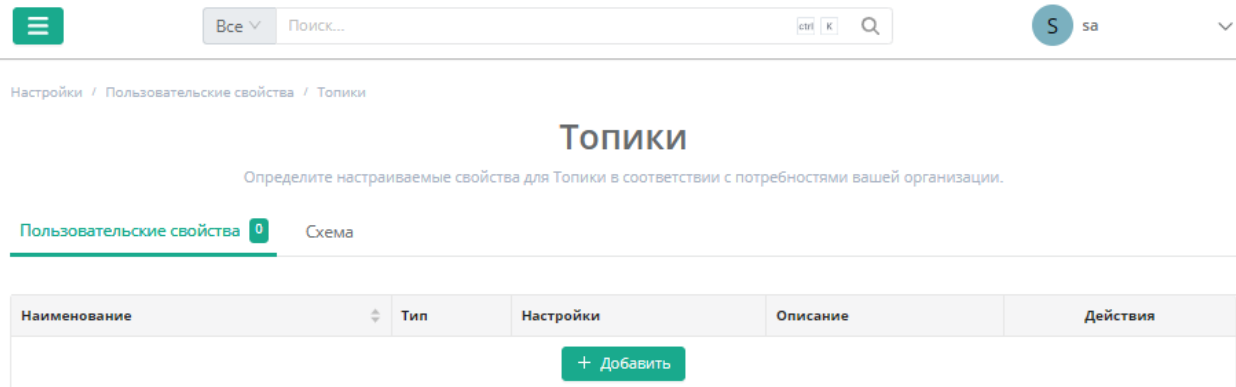 Все Поиск... ctrl K S sa
Настройки / Пользовательские свойства / Топики
Топики
Определите настраиваемые свойства для Топики в соответствии с потребностями вашей организации.
Пользовательские свойства 0 Схема
Наименование Тип Настройки Описание Действия
+ Добавить